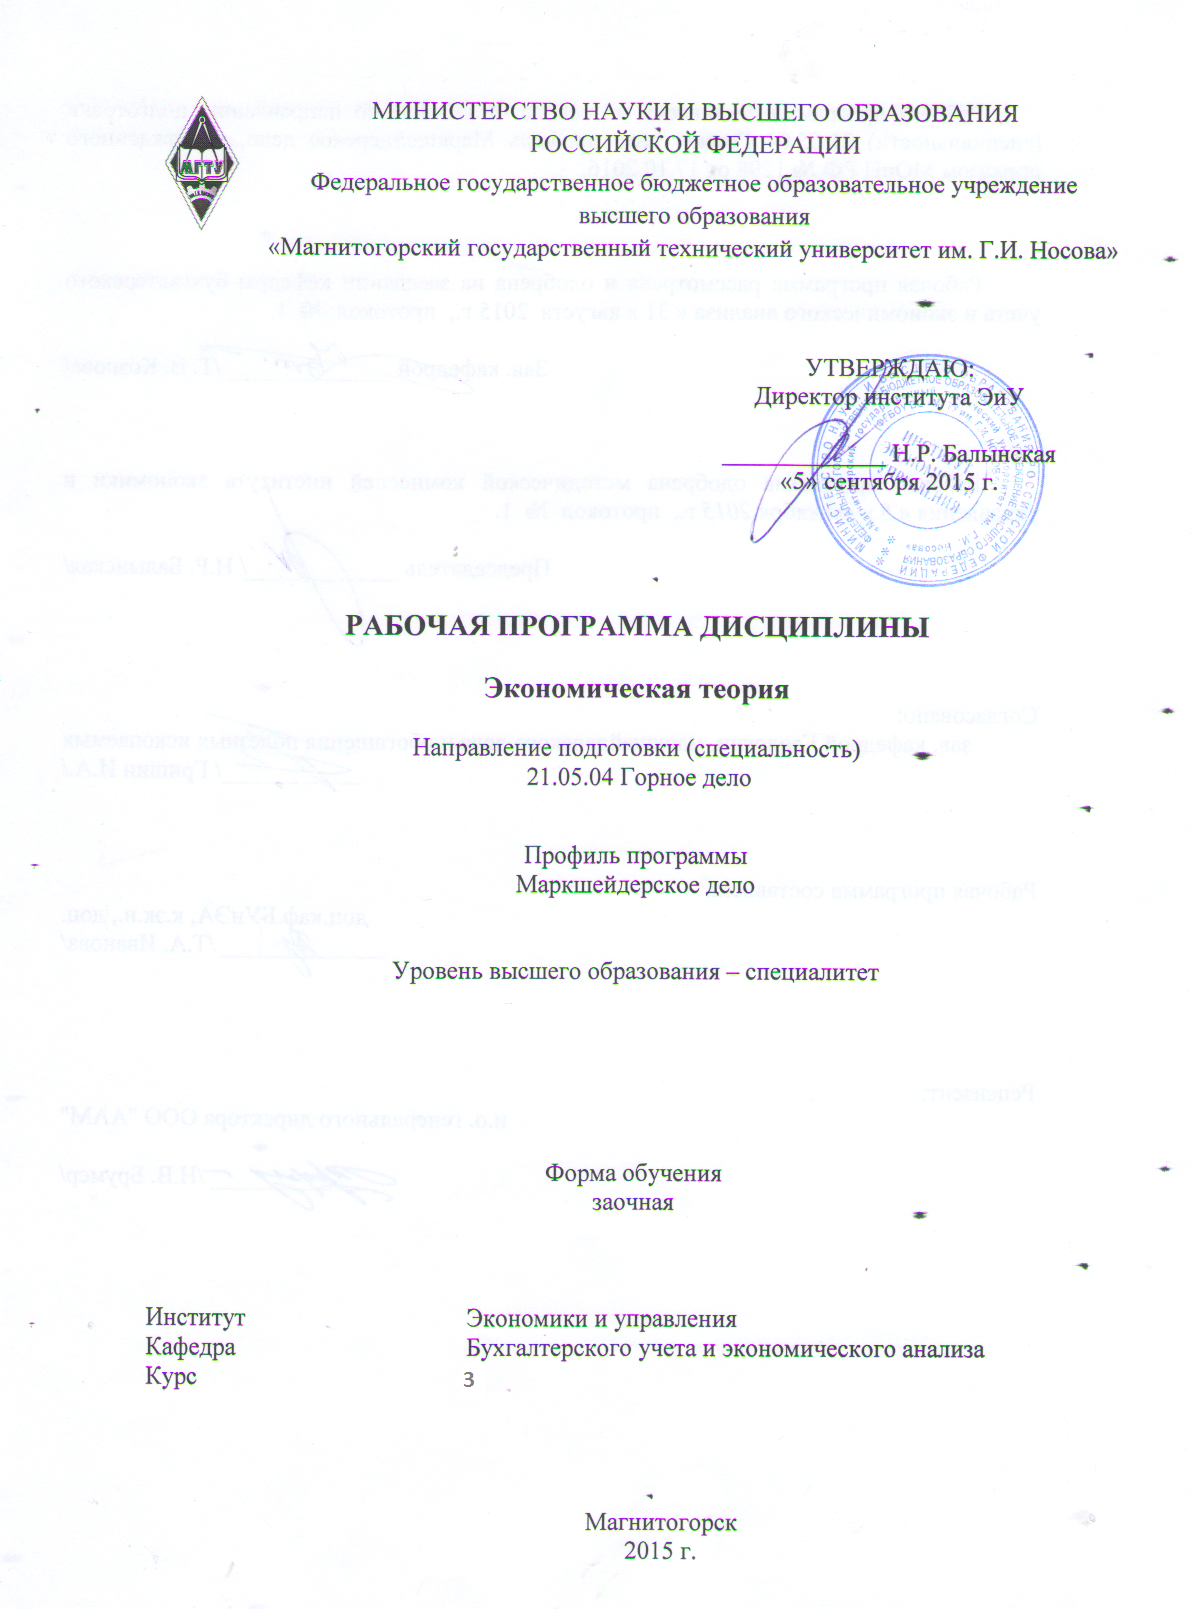 МИНИСТЕРСТВО НАУКИ И ВЫСШЕГО ОБРАЗОВАНИЯ
РОССИЙСКОЙ ФЕДЕРАЦИИ
Федеральное государственное бюджетное образовательное учреждение
высшего образования
«Магнитогорский государственный технический университет им. Г.И. Носова»
МГТУ
УТВЕРЖДАЮ:
Директор института ЭиУ
Н.Р. Балынская
«5» сентября 2015 г.
РАБОЧАЯ ПРОГРАММА ДИСЦИПЛИНЫ
Экономическая теория
Направление подготовки (специальность)
21.05.04 Горное дело
Профиль программы
Маркшейдерское дело
Уровень высшего образования – специалитет
Форма обучения
заочная
Институт Экономики и управления
Кафедра Бухгалтерского учета и экономического анализа
Курс 3
Магнитогорск
2015 г.